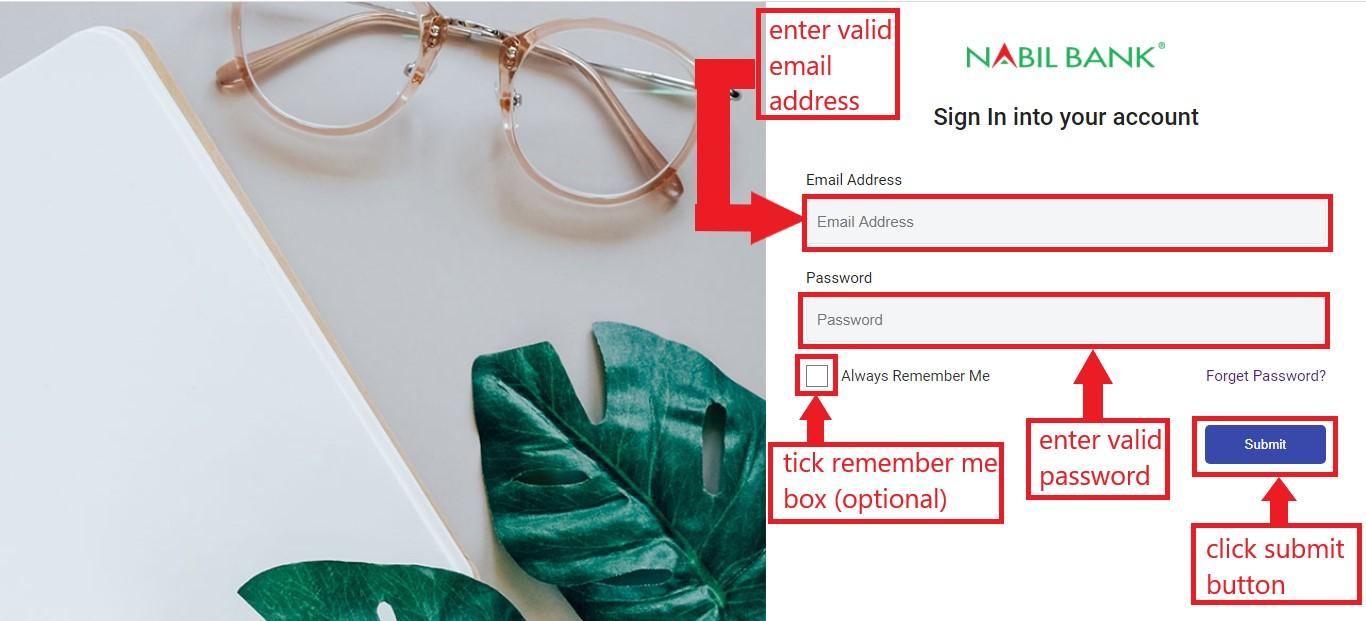 enter valid
email
address
NABIL BANK®
Sign In into your account
Email Address
Email Address
Password
Password
Always Remember Me
Forget Password?
tick remember me
box (optional)
enter valid
password
Submit
click submit
button